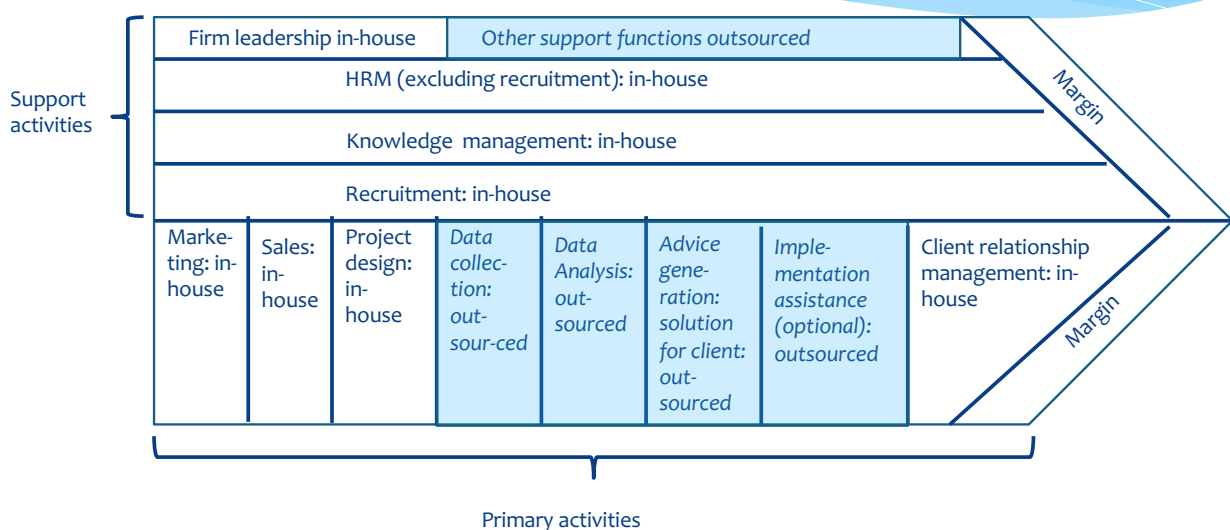 Firm leadership in-house
Other support functions outsourced
HRM (excluding recruitment): in-house
Support
activities
Knowledge management: in-house
Recruitment: in-house
Margin
Marke-
ting: in-
house
Sales:
in-
house
Project
design:
in-
house
Data
collec-
tion:
out-
sour-ced
Data
Analysis:
out-
sourced
Advice
gene-
ration:
solution
for client:
out-
sourced
Imple-
mentation
assistance
(optional):
outsourced
Client relationship
management: in-
house
Margin
Primary activities